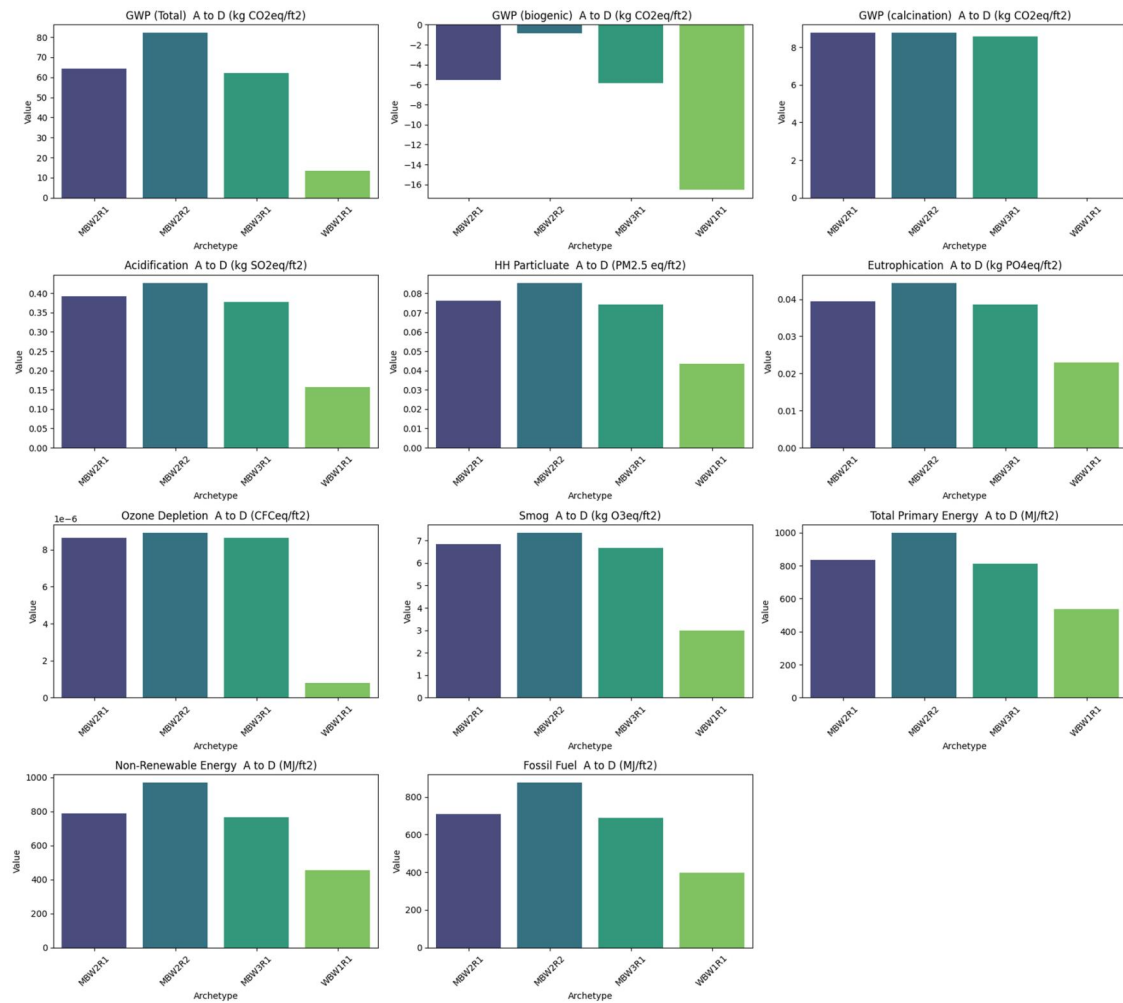 GWP (Total)  A to D (kg CO2eq/ft2)
Value
80
70
60
50
40
30
20
10
0
MBW2R1
MBW2R2
MBW3R1
WBW1R1
Archetype
GWP (biogenic)  A to D (kg CO2eq/ft2)
Value
0
−2
−4
−6
−8
−10
−12
−14
−16
MBW2R1
MBW2R2
MBW3R1
WBW1R1
Archetype
GWP (calcination)  A to D (kg CO2eq/ft2)
Value
8
6
4
2
0
MBW2R1
MBW2R2
MBW3R1
WBW1R1
Archetype
Acidification  A to D (kg SO2eq/ft2)
Value
0.40
0.35
0.30
0.25
0.20
0.15
0.10
0.05
0.00
MBW2R1
MBW2R2
MBW3R1
WBW1R1
Archetype
HH Particluate  A to D (PM2.5 eq/ft2)
Value
0.08
0.07
0.06
0.05
0.04
0.03
0.02
0.01
0.00
MBW2R1
MBW2R2
MBW3R1
WBW1R1
Archetype
Eutrophication  A to D (kg PO4eq/ft2)
Value
0.04
0.03
0.02
0.01
0.00
MBW2R1
MBW2R2
MBW3R1
WBW1R1
Archetype
Ozone Depletion  A to D (CFCeq/ft2)
1e−6
Value
8
6
4
2
0
MBW2R1
MBW2R2
MBW3R1
WBW1R1
Archetype
Smog  A to D (kg O3eq/ft2)
Value
7
6
5
4
3
2
1
0
MBW2R1
MBW2R2
MBW3R1
WBW1R1
Archetype
Total Primary Energy  A to D (MJ/ft2)
Value
1000
800
600
400
200
0
MBW2R1
MBW2R2
MBW3R1
WBW1R1
Archetype
Non-Renewable Energy  A to D (MJ/ft2)
Value
1000
800
600
400
200
0
MBW2R1
MBW2R2
MBW3R1
WBW1R1
Archetype
Fossil Fuel  A to D (MJ/ft2)
Value
800
600
400
200
0
MBW2R1
MBW2R2
MBW3R1
WBW1R1
Archetype